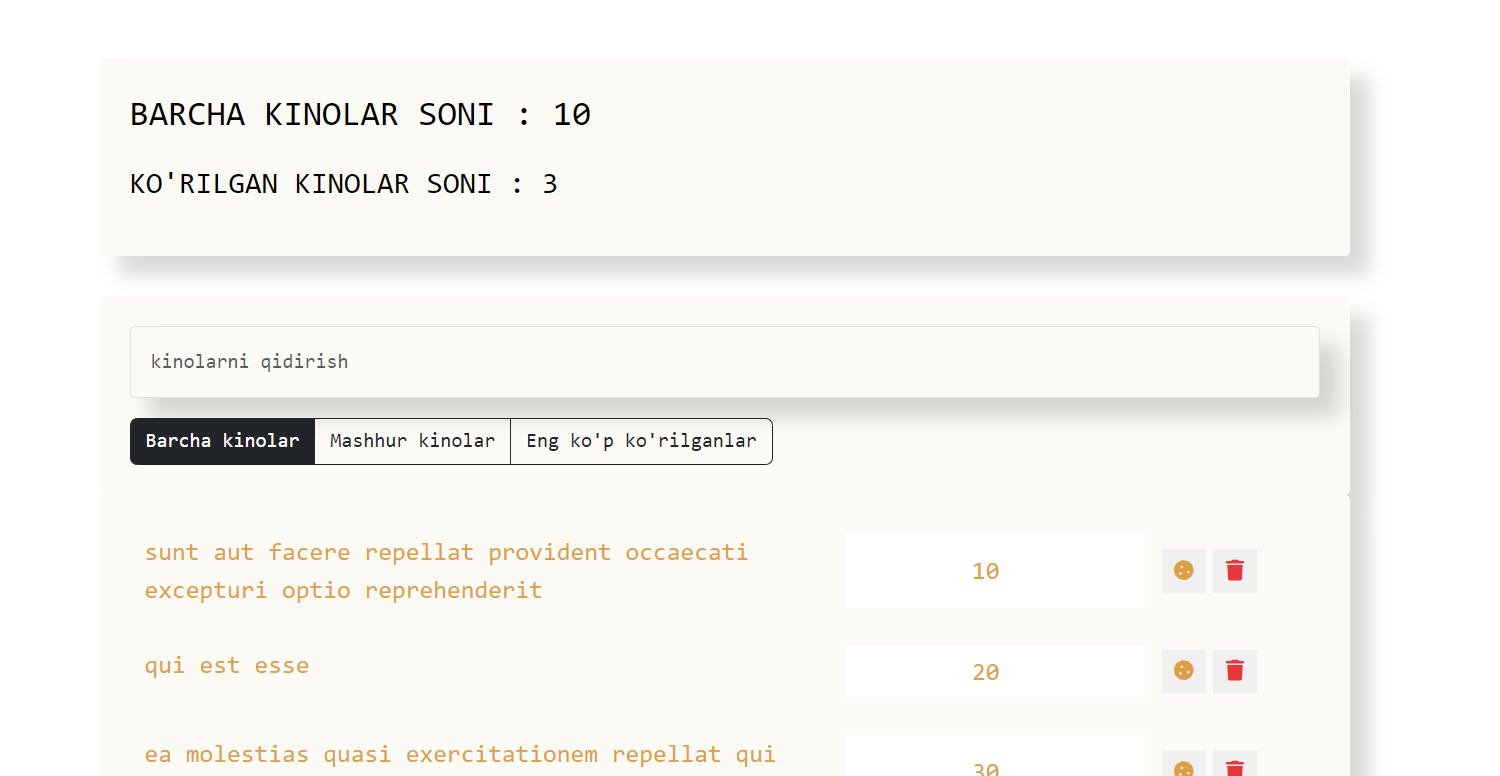 BARCHA KINOLAR SONI : 10
KO'RILGAN KINOLAR SONI : 3
kinolarni qidirish
Barcha kinolar Mashhur kinolar Eng ko'p ko'rilganlar
sunt aut facere repellat provident occaecati
excepturi optio reprehenderit
10
qui est esse
20
ea molestias quasi exercitationem repellat qui
30